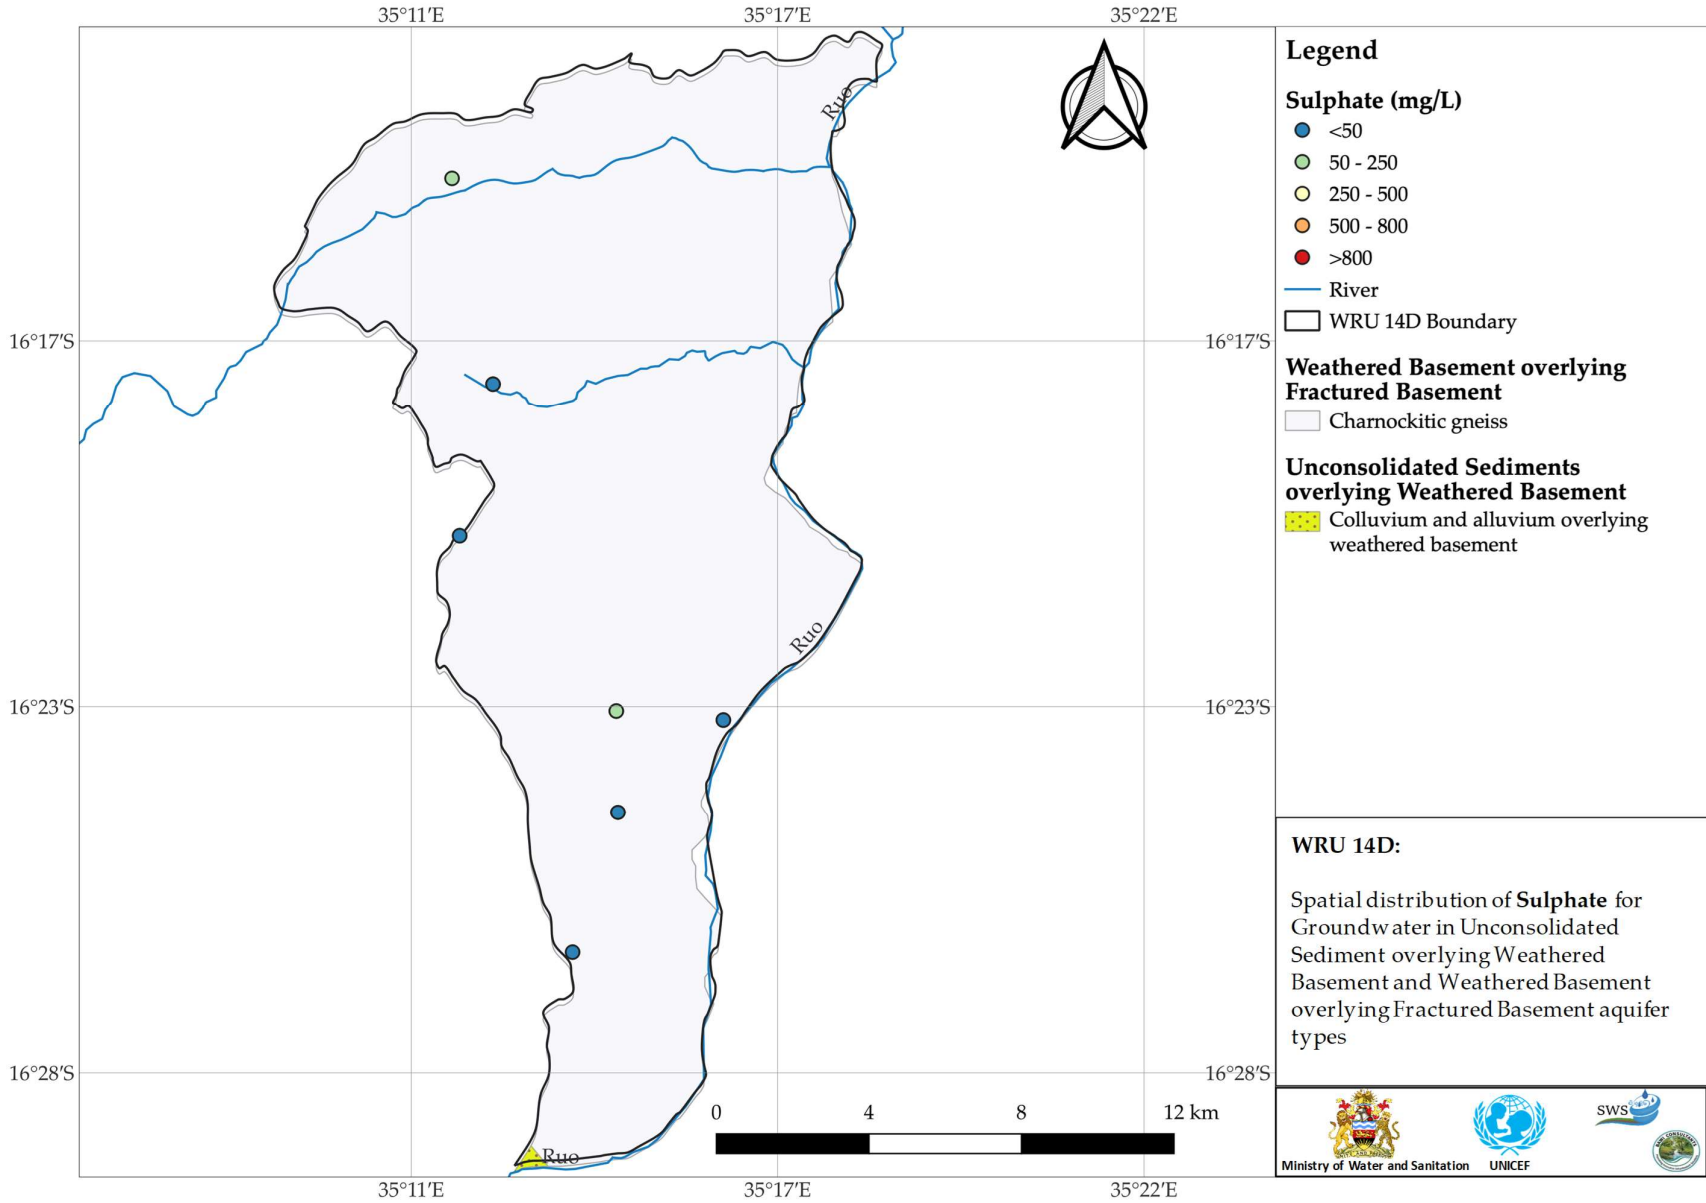 35°11′E
35°17′E
35°22′E
Ruo
16°17′S
16°17′S
Ruo
16°23′S
16°23′S
16°28′S
16°28′S
0 4 8 12 km
Ruo
35°11′E
35°17′E
35°22′E
Legend
Sulphate (mg/L)
<50
50 - 250
250 - 500
500 - 800
>800
River
WRU 14D Boundary
Weathered Basement overlying
Fractured Basement
Charnockitic gneiss
Unconsolidated Sediments
overlying Weathered Basement
Colluvium and alluvium overlying
weathered basement
WRU 14D:
Spatial distribution of Sulphate for
Groundwater in Unconsolidated
Sediment overlying Weathered
Basement and Weathered Basement
overlying Fractured Basement aquifer
types
Ministry of Water and Sanitation
UNICEF
SWS